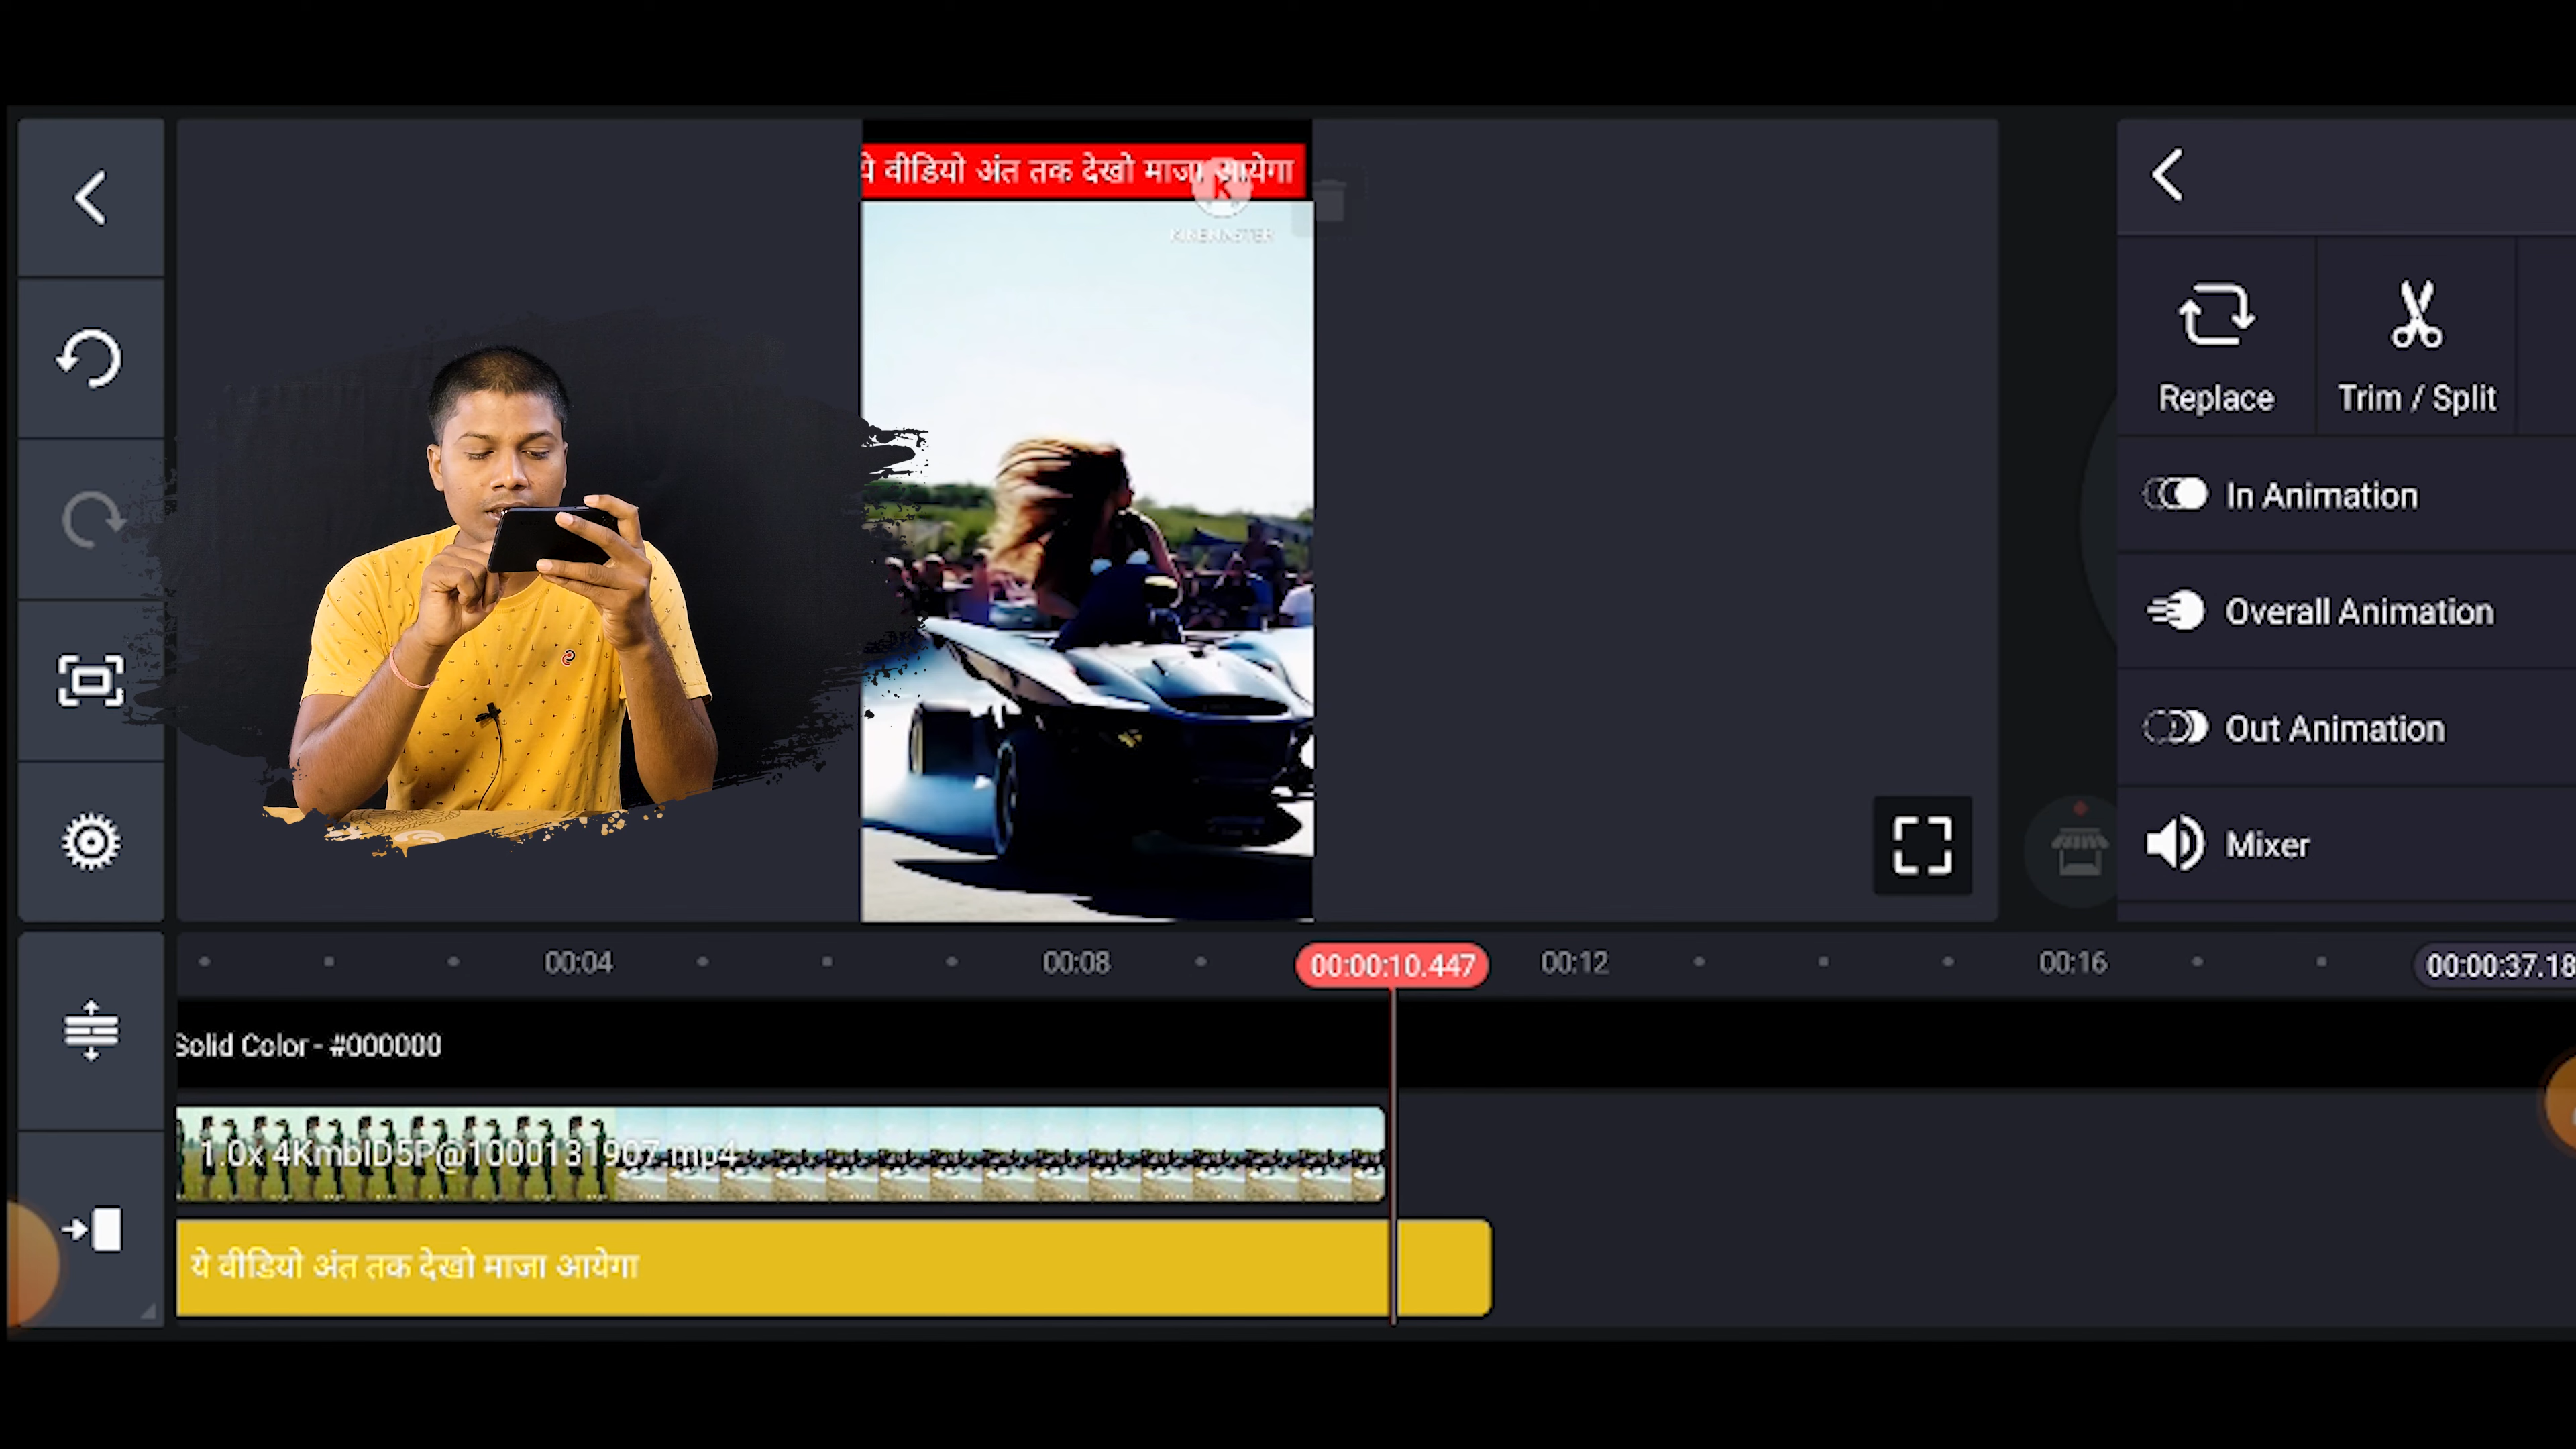 ये वीडियो अंत तक देखो माजा आयेगा
K
KINEMASTER
Replace
Trim / Split
In Animation
Overall Animation
Out Animation
Mixer
00:04
00:08
00:00:10.447
00:12
00:16
00:00:37.18
Solid Color - #000000
1.0x 4KmbID5P@1000131907.mp4
ये वीडियो अंत तक देखो माजा आयेगा